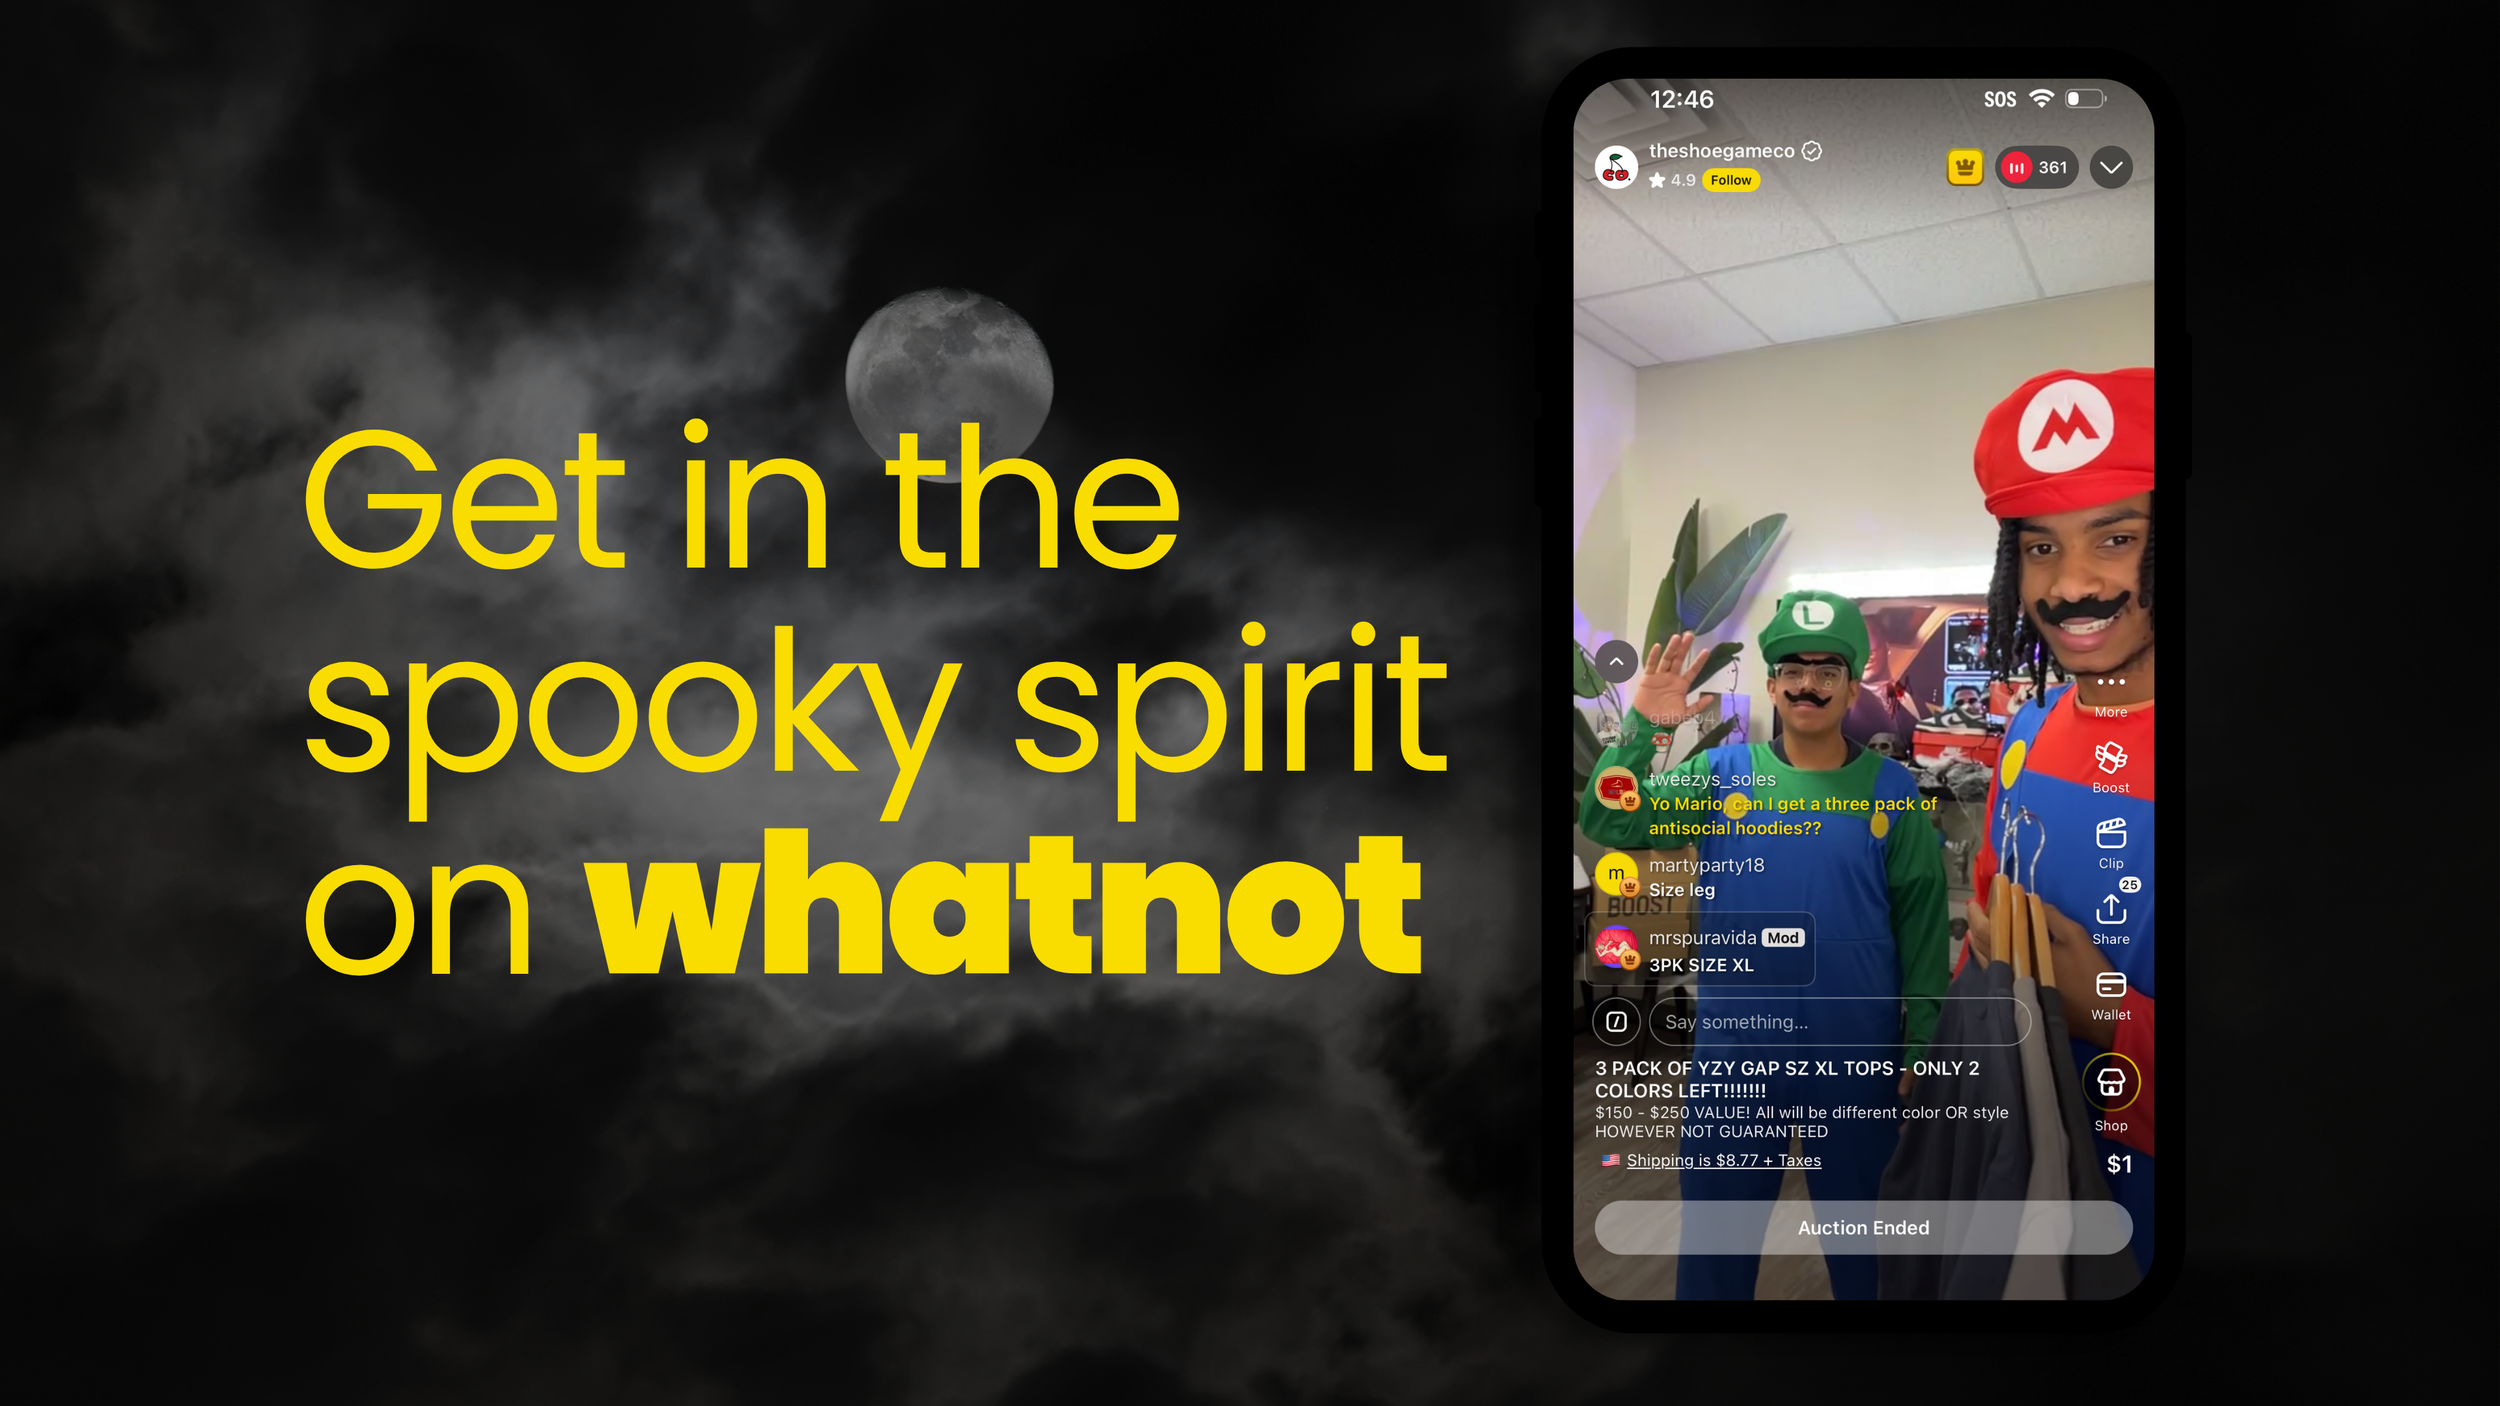 Get in the
spooky spirit
on whatnot
12:46
SOS
theshoegameco
4.9 Follow
361
L
M
gabeo4
More
tweezys_soles
Yo Mario, can I get a three pack of
antisocial hoodies??
Boost
martyparty18
m
Size leg
BOOST
Clip
25
Share
mrspuravida Mod
3PK SIZE XL
Say something...
Wallet
3 PACK OF YZY GAP SZ XL TOPS - ONLY 2
COLORS LEFT!!!!!!!
$150 - $250 VALUE! All will be different color OR style
HOWEVER NOT GUARANTEED
Shop
Shipping is $8.77 + Taxes
$1
Auction Ended